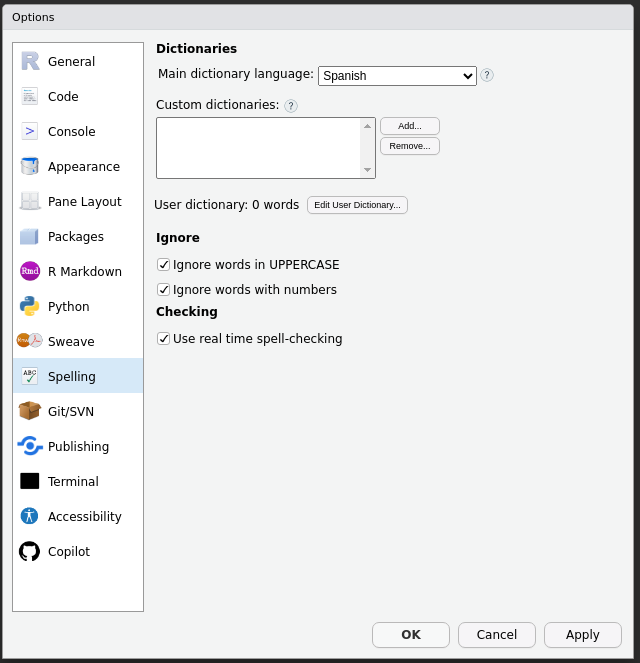 Options
General
Code
Console
Appearance
Pane Layout
Packages
Rmd R Markdown
Python
Sweave
ABC Spelling
Git/SVN
Publishing
Terminal
Accessibility
Copilot
Dictionaries
Main dictionary language: Spanish ?
Custom dictionaries: ?
Add...
Remove...
User dictionary: 0 words Edit User Dictionary...
Ignore
Ignore words in UPPERCASE
Ignore words with numbers
Checking
Use real time spell-checking
OK Cancel Apply